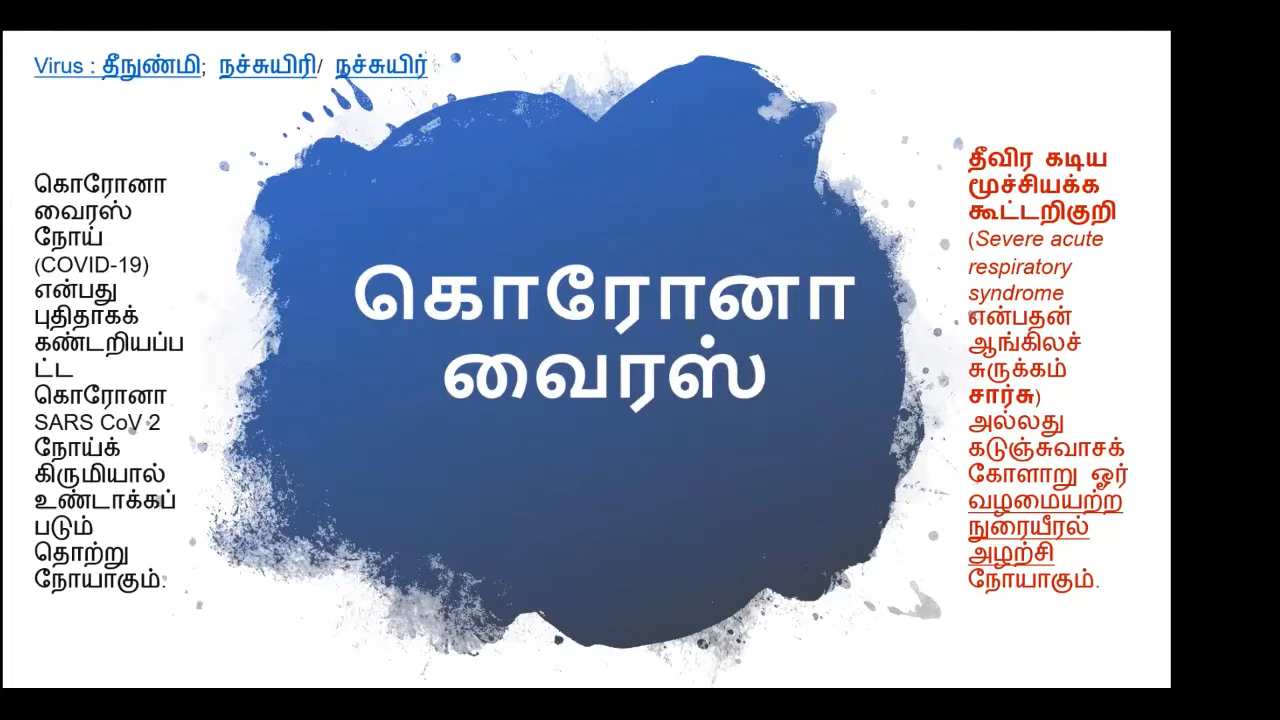 Virus : தீநுண்மி; நச்சுயிரி/ நச்சுயிர்
கொரோனா
வைரஸ்
நோய்
(COVID-19)
என்பது
புதிதாகக்
கண்டறியப்ப
ட்ட
கொரோனா
SARS CoV 2
நோய்க்
கிருமியால்
உண்டாக்கப்
படும்
தொற்று
நோயாகும்.
கொரோனா
வைரஸ்
தீவிர கடிய
மூச்சியக்க
கூட்டறிகுறி
(Severe acute
respiratory
syndrome
என்பதன்
ஆங்கிலச்
சுருக்கம்
சார்சு)
அல்லது
கடுஞ்சுவாசக்
கோளாறு ஓர்
வழமையற்ற
நுரையீரல்
அழற்சி
நோயாகும்.